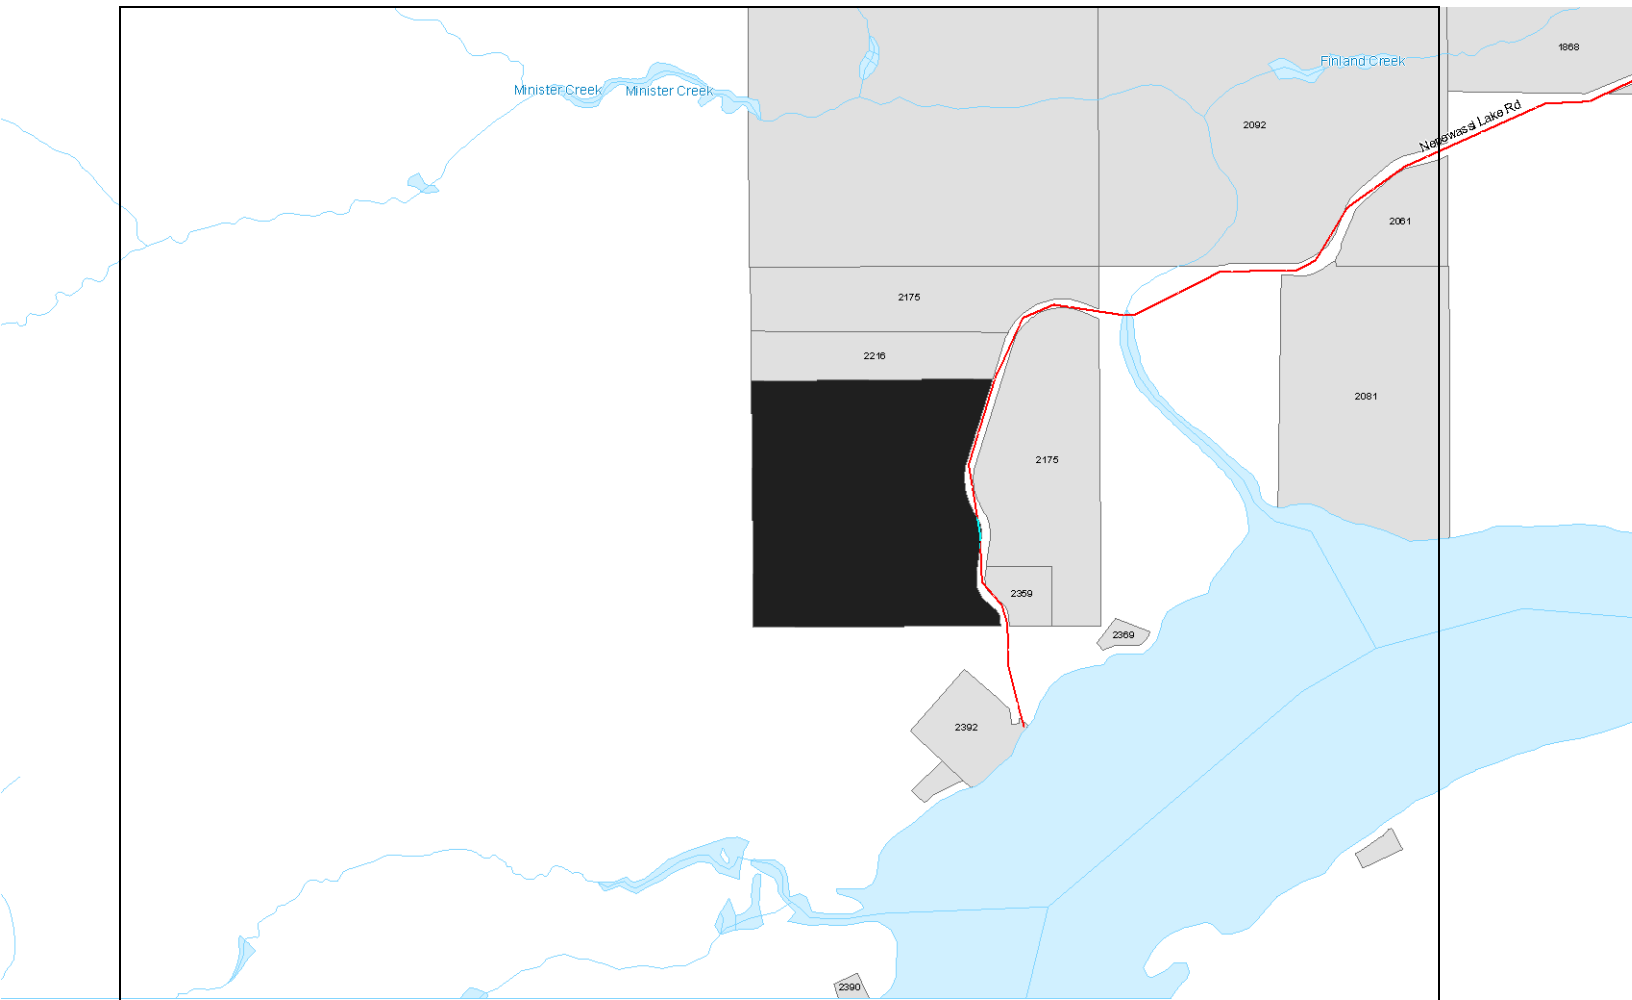 1868
Finland Creek
Minister Creek
Minister Creek
Nepewassi Lake Rd
2092
2061
2175
2216
2081
2175
2359
2369
2392
2390